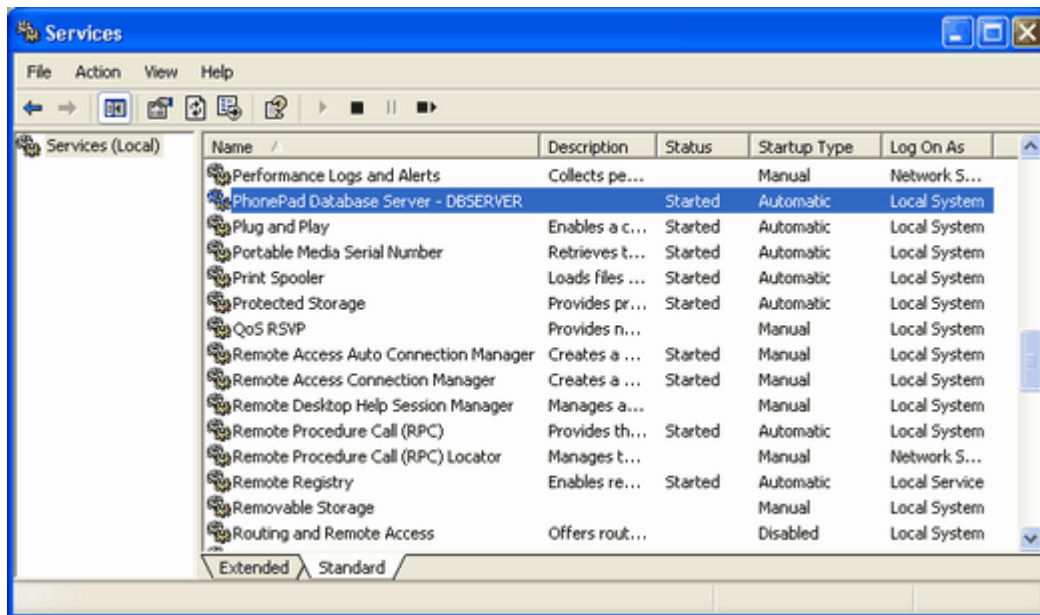 Services
File Action View Help
Services (Local)
Name Description Status Startup Type Log On As
Performance Logs and Alerts Collects pe... Manual Network S...
PhonePad Database Server - DBSERVER Started Automatic Local System
Plug and Play Enables a c... Started Automatic Local System
Portable Media Serial Number Retrieves t... Started Automatic Local System
Print Spooler Loads files ... Started Automatic Local System
Protected Storage Provides pr... Started Automatic Local System
QoS RSVP Provides n... Manual Local System
Remote Access Auto Connection Manager Creates a ... Started Manual Local System
Remote Access Connection Manager Creates a ... Started Manual Local System
Remote Desktop Help Session Manager Manages a... Manual Local System
Remote Procedure Call (RPC) Provides th... Started Automatic Local System
Remote Procedure Call (RPC) Locator Manages t... Manual Network S...
Remote Registry Enables re... Started Automatic Local Service
Removable Storage Manual Local System
Routing and Remote Access Offers rout... Disabled Local System
Extended Standard